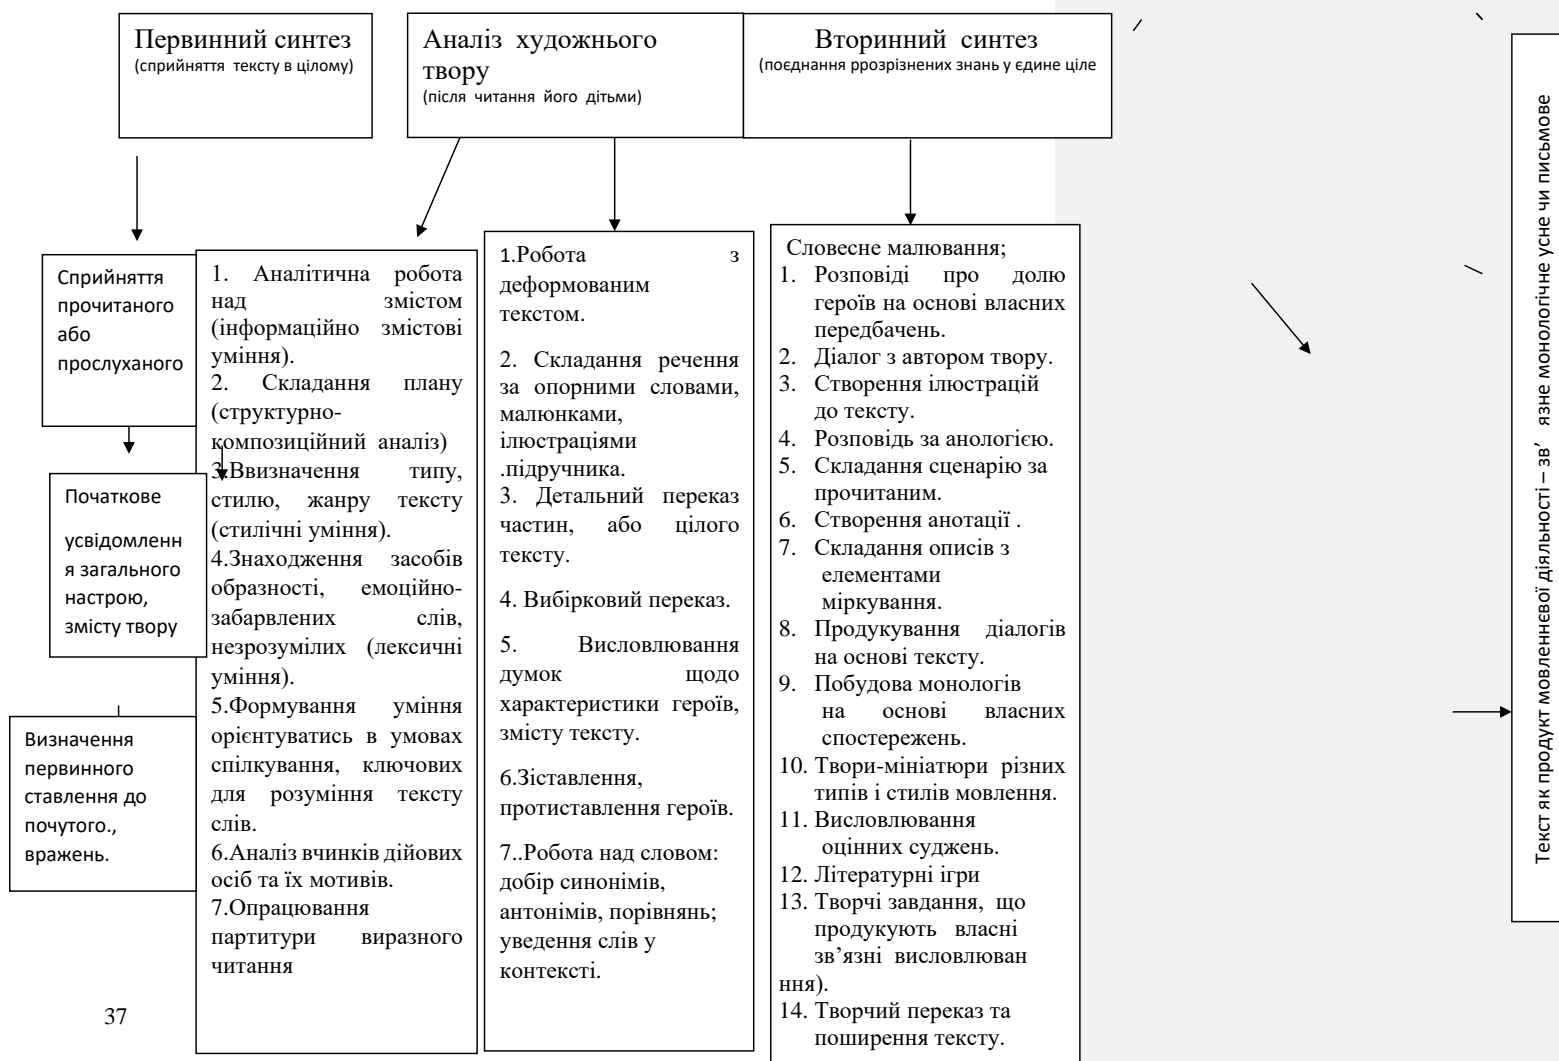 Первинний синтез
(сприйняття тексту в цілому)
Аналіз художнього
твору
(після читання його дітьми)
Вторинний синтез
(поєднання ррозрізнених знань у єдине ціле
Сприйняття
прочитаного
або
прослуханого
Початкове
усвідомленн
я загального
настрою,
змісту твору
Визначення
первинного
ставлення до
почутого.,
вражень.
1. Аналітична робота
над змістом
(інформаційно змістові
уміння).
2. Складання плану
(структурно-
композиційний аналіз)
3.Ввизначення типу,
стилю, жанру тексту
(стилічні уміння).
4.Знаходження засобів
образності, емоційно-
забарвлених слів,
незрозумілих (лексичні
уміння).
5.Формування уміння
орієнтуватись в умовах
спілкування, ключових
для розуміння тексту
слів.
6.Аналіз вчинків дійових
осіб та їх мотивів.
7.Опрацювання
партитури виразного
читання
1.Робота з
деформованим
текстом.
2. Складання речення
за опорними словами,
малюнками,
ілюстраціями
.підручника.
3. Детальний переказ
частин, або цілого
тексту.
4. Вибірковий переказ.
5. Висловлювання
думок щодо
характеристики героїв,
змісту тексту.
6.Зіставлення,
протиставлення героїв.
7..Робота над словом:
добір синонімів,
антонімів, порівнянь;
уведення слів у
контексті.
Словесне малювання;
1. Розповіді про долю
героїв на основі власних
передбачень.
2. Діалог з автором твору.
3. Створення ілюстрацій
до тексту.
4. Розповідь за анологією.
5. Складання сценарію за
прочитаним.
6. Створення анотації .
7. Складання описів з
елементами
міркування.
8. Продукування діалогів
на основі тексту.
9. Побудова монологів
на основі власних
спостережень.
10. Твори-мініатюри різних
типів і стилів мовлення.
11. Висловлювання
оцінних суджень.
12. Літературні ігри
13. Творчі завдання, що
продукують власні
зв’язні висловлюван
ння).
14. Творчий переказ та
поширення тексту.
Текст як продукт мовленнєвої діяльності – зв’ язне монологічне усне чи письмове
37